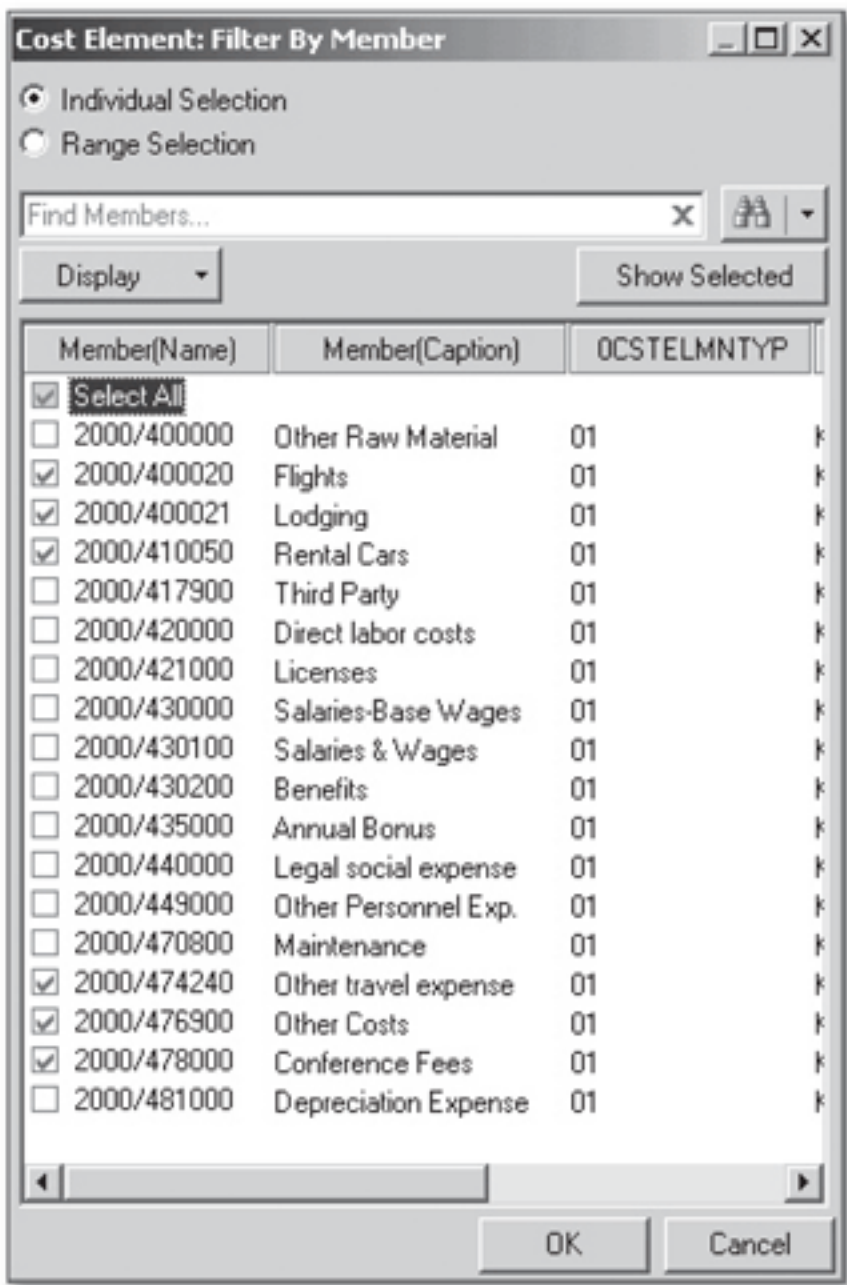 Cost Element: Filter By Member
Individual Selection
Range Selection
Find Members...
Display Show Selected
Member(Name) Member(Caption) 0CSTELMNTYP
Select All
2000/400000 Other Raw Material 01
2000/400020 Flights 01
2000/400021 Lodging 01
2000/410050 Rental Cars 01
2000/417900 Third Party 01
2000/420000 Direct labor costs 01
2000/421000 Licenses 01
2000/430000 Salaries-Base Wages 01
2000/430100 Salaries & Wages 01
2000/430200 Benefits 01
2000/435000 Annual Bonus 01
2000/440000 Legal social expense 01
2000/449000 Other Personnel Exp. 01
2000/470800 Maintenance 01
2000/474240 Other travel expense 01
2000/476900 Other Costs 01
2000/478000 Conference Fees 01
2000/481000 Depreciation Expense 01
OK Cancel